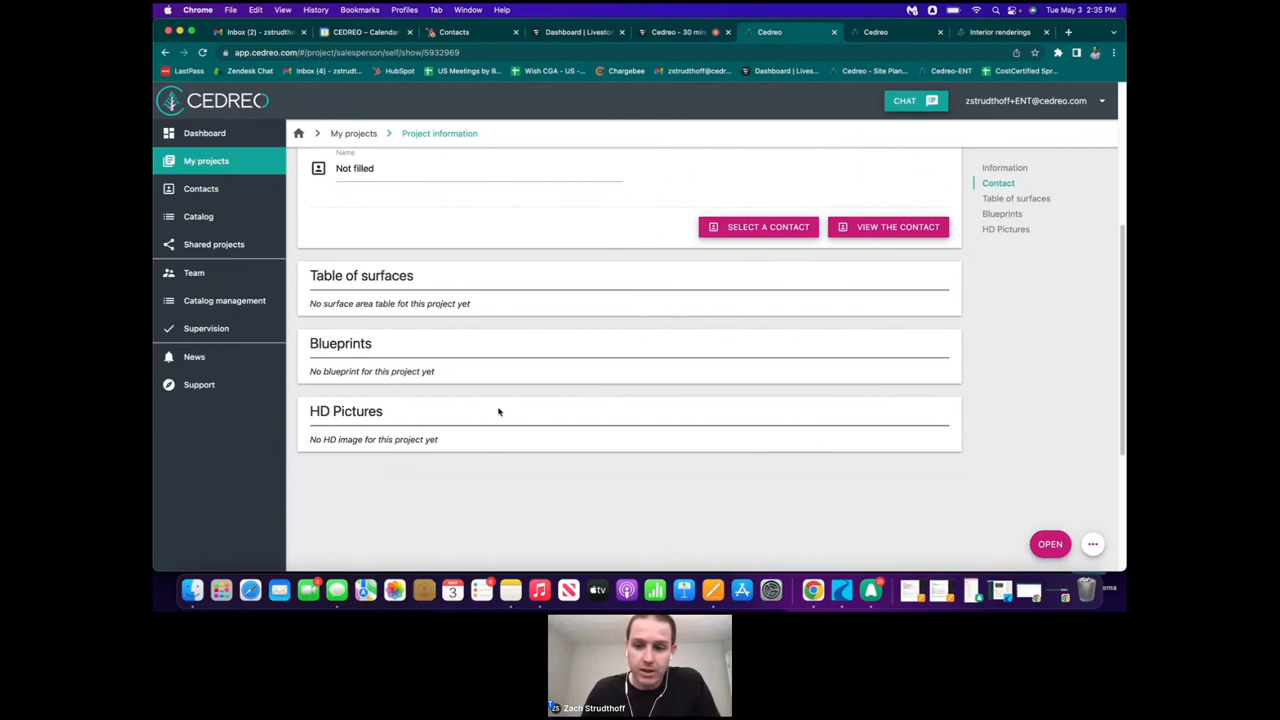 Chrome File Edit View History Bookmarks Profiles Tab Window Help Tue May 3 2:35 PM
Inbox (2) - zstrudtho CEDREO – Calendar Contacts Dashboard | Livestor Cedreo - 30 min Cedreo Cedreo Interior renderings
app.cedreo.com/#/project/salesperson/self/show/5932969
LastPass Zendesk Chat Inbox (4) – zstrudt... HubSpot US Meetings by B... Wish CGA - US -... Chargebee zstrudthoff@cedr... Dashboard | Lives... Cedreo - Site Plan... Cedreo-ENT CostCertified Spr...
CEDREO CHAT zstrudthoff+ENT@cedreo.com
Dashboard
My projects
Contacts
Catalog
Shared projects
Team
Catalog management
Supervision
News
Support
My projects Project information
Name
Not filled
SELECT A CONTACT VIEW THE CONTACT
Table of surfaces
No surface area table fot this project yet
Blueprints
No blueprint for this project yet
HD Pictures
No HD image for this project yet
Information
Contact
Table of surfaces
Blueprints
HD Pictures
OPEN
Zach Strudthoff